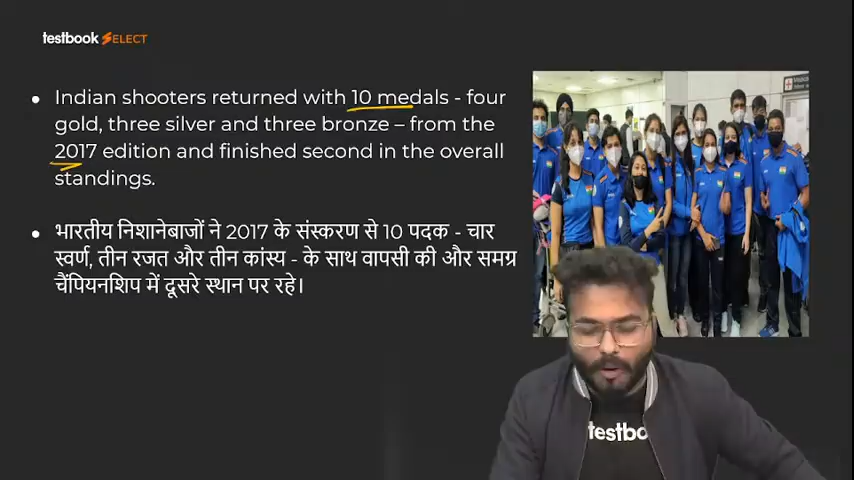 testbook SELECT
Indian shooters returned with 10 medals - four
gold, three silver and three bronze – from the
2017 edition and finished second in the overall
standings.
भारतीय निशानेबाजों ने 2017 के संस्करण से 10 पदक - चार
स्वर्ण, तीन रजत और तीन कांस्य - के साथ वापसी की और समग्र
चैंपियनशिप में दूसरे स्थान पर रहे।
testbo